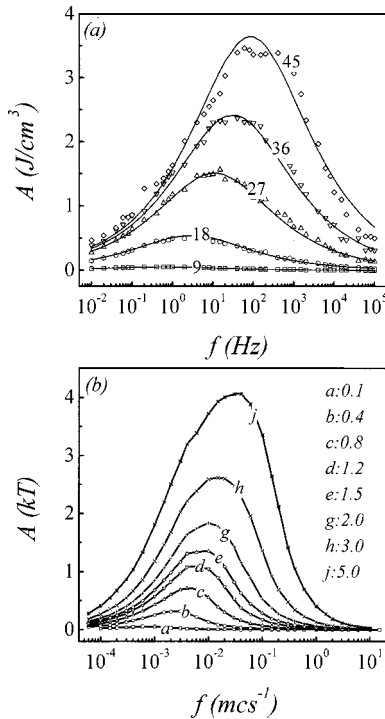 (a)
4
3
2
1
0
A (J/cm³)
45
36
27
18
9
10⁻² 10⁻¹ 10⁰ 10¹ 10² 10³ 10⁴ 10⁵
f (Hz)
(b)
4
3
2
1
0
A (kT)
j
h
g
e
d
c
b
a
a:0.1
b:0.4
c:0.8
d:1.2
e:1.5
g:2.0
h:3.0
j:5.0
10⁻⁴ 10⁻³ 10⁻² 10⁻¹ 10⁰ 10¹
f (mcs⁻¹)